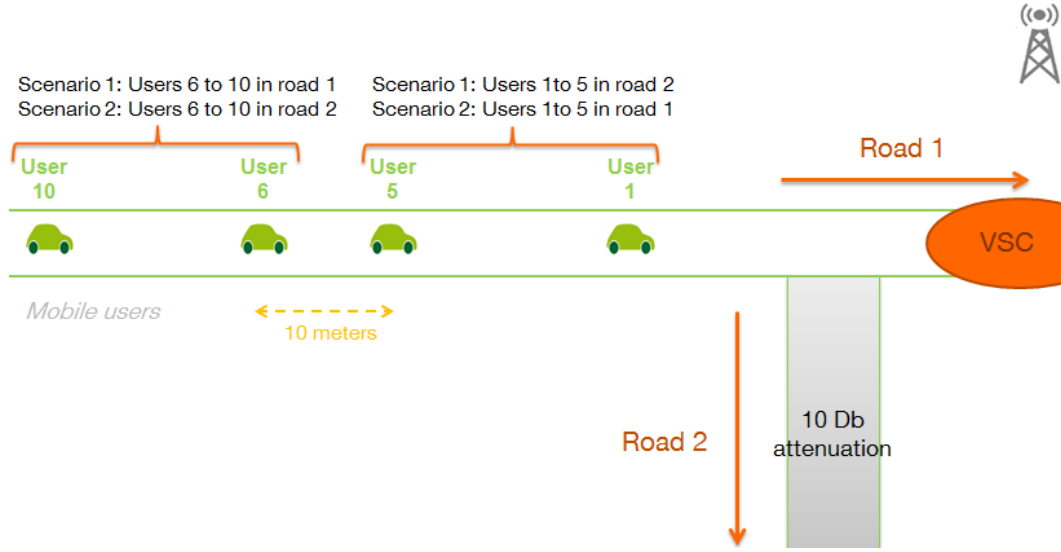 Scenario 1: Users 6 to 10 in road 1
Scenario 2: Users 6 to 10 in road 2
Scenario 1: Users 1to 5 in road 2
Scenario 2: Users 1to 5 in road 1
User
10
User
6
User
5
User
1
Road 1
VSC
Mobile users
10 meters
Road 2
10 Db
attenuation